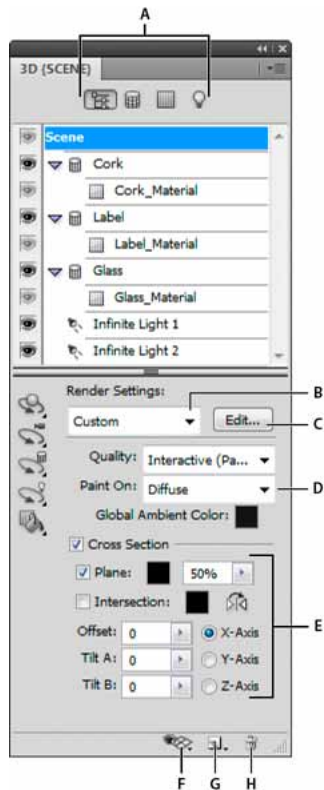 A
3D {SCENE}
Scene
Cork
Cork_Material
Label
Label_Material
Glass
Glass_Material
Infinite Light 1
Infinite Light 2
Render Settings:
B
Custom
Edit...
C
Quality: Interactive (Pa...
Paint On: Diffuse
D
Global Ambient Color:
Cross Section
Plane: 50%
Intersection:
E
Offset: 0 X-Axis
Tilt A: 0 Y-Axis
Tilt B: 0 Z-Axis
F G H